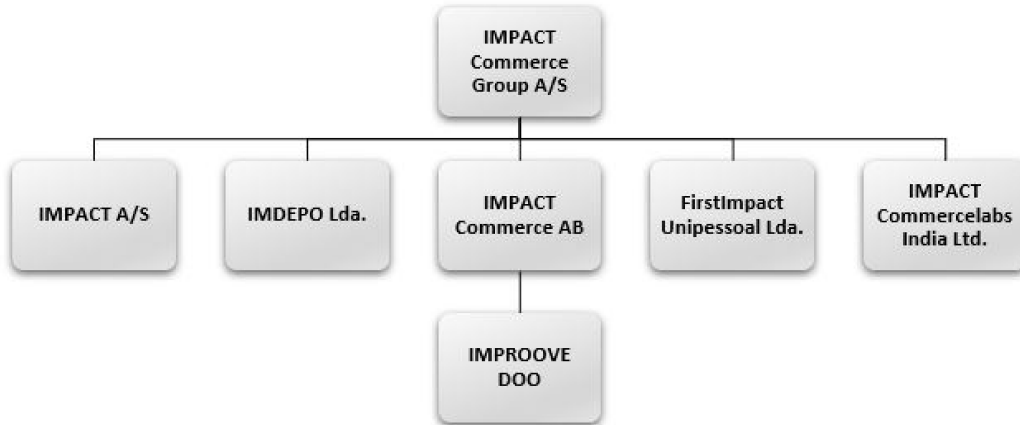 IMPACT
Commerce
Group A/S
IMPACT A/S
IMDEPO Lda.
IMPACT
Commerce AB
FirstImpact
Unipessoal Lda.
IMPACT
Commercelabs
India Ltd.
IMPROOVE
DOO